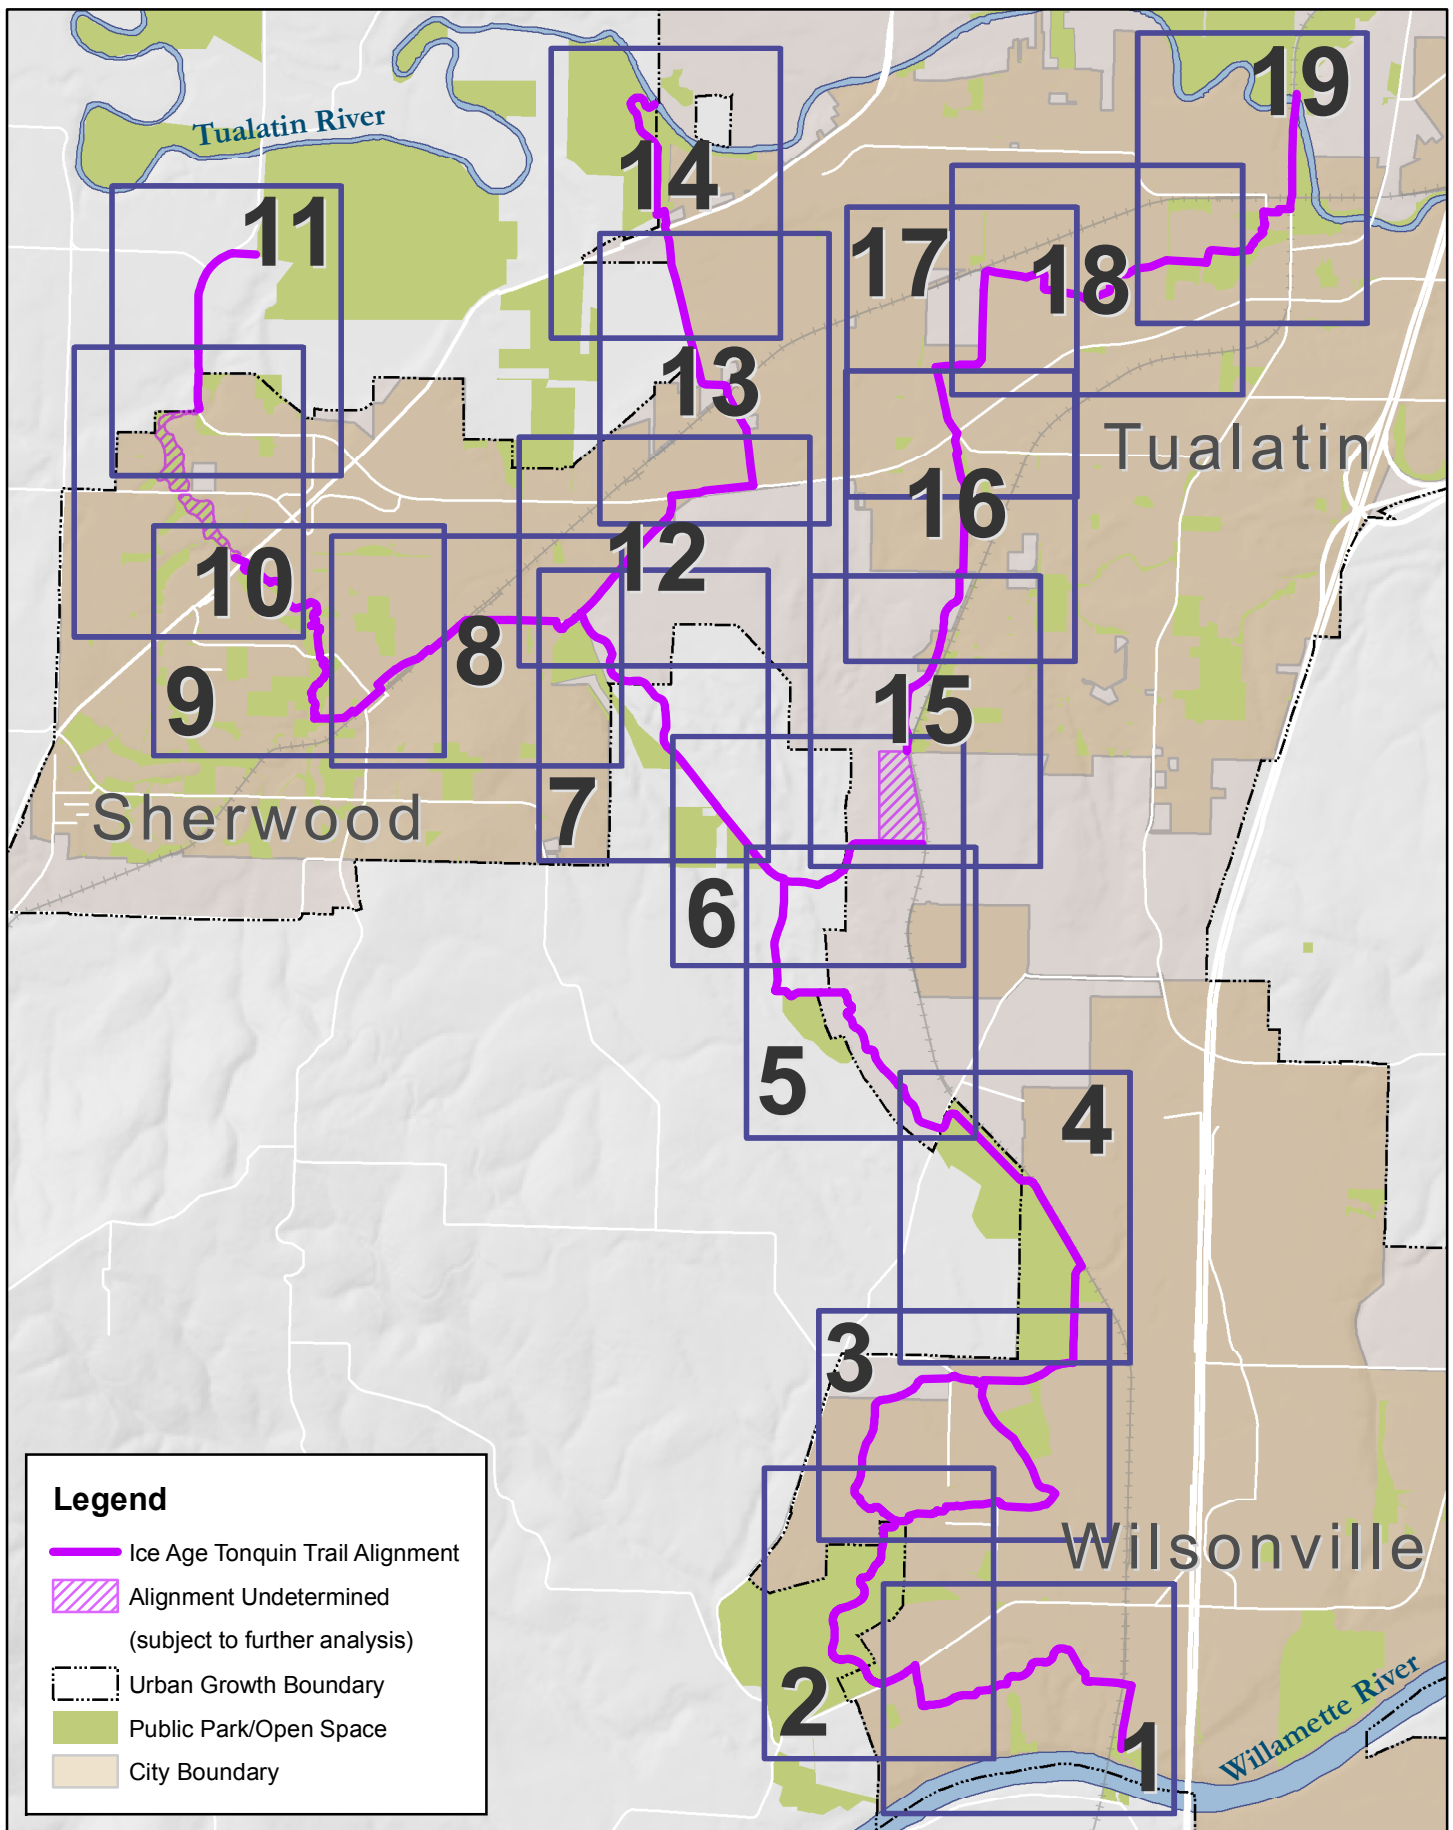 Tualatin River
19
14
11
17
18
13
Tualatin
16
12
10
8
9
15
7
Sherwood
6
5
4
3
Wilsonville
2
1
Willamette River
Legend
Ice Age Tonquin Trail Alignment
Alignment Undetermined
(subject to further analysis)
Urban Growth Boundary
Public Park/Open Space
City Boundary